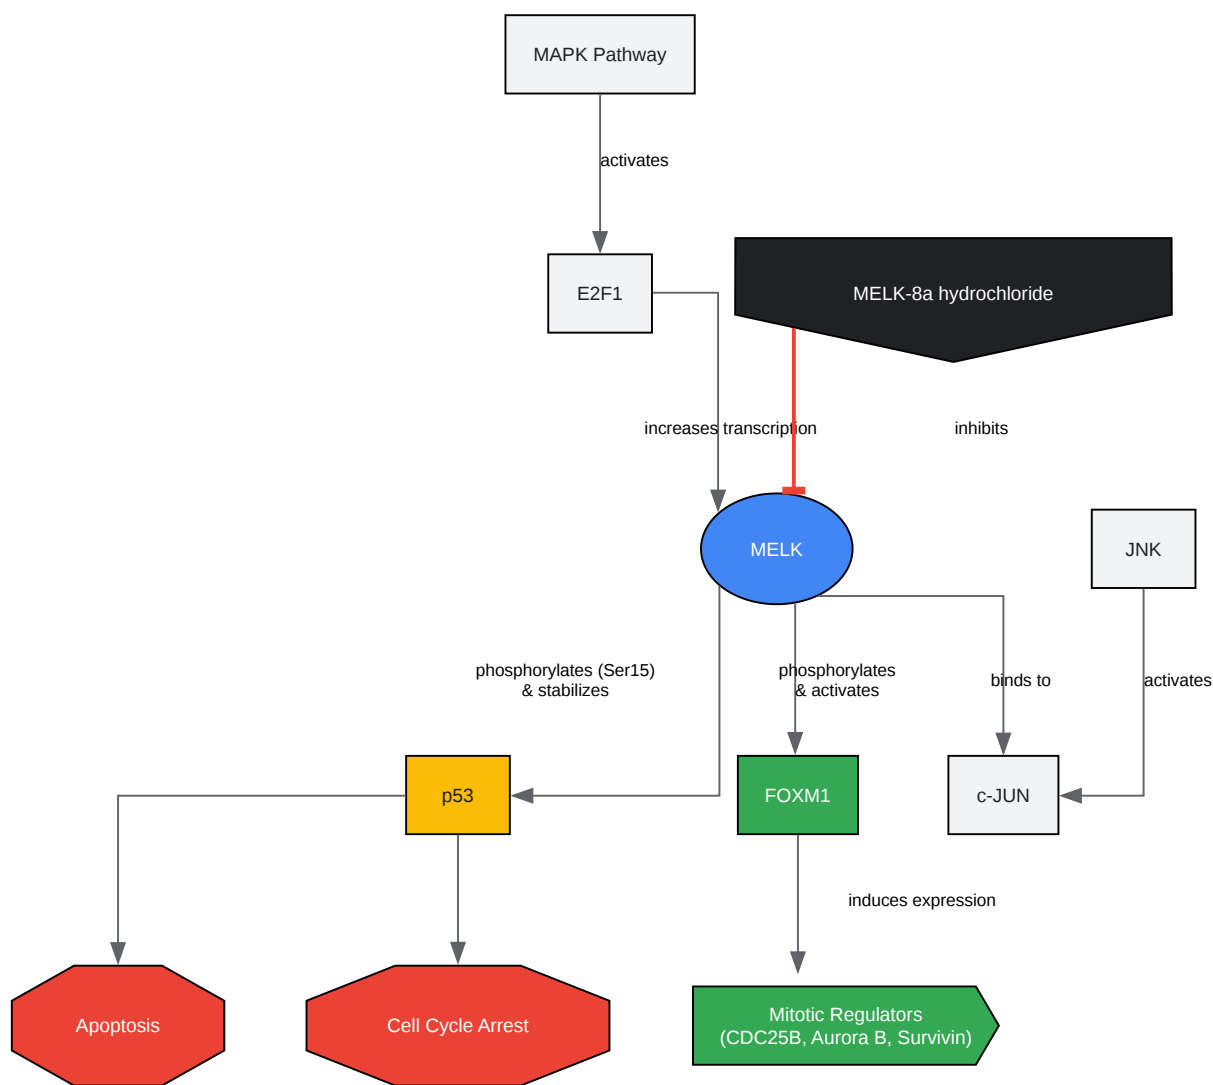 MAPK Pathway
activates
E2F1
MELK-8a hydrochloride
increases transcription
inhibits
MELK
JNK
phosphorylates (Ser15)
& stabilizes
phosphorylates
& activates
binds to
activates
p53
FOXM1
c-JUN
induces expression
Apoptosis
Cell Cycle Arrest
Mitotic Regulators
(CDC25B, Aurora B, Survivin)